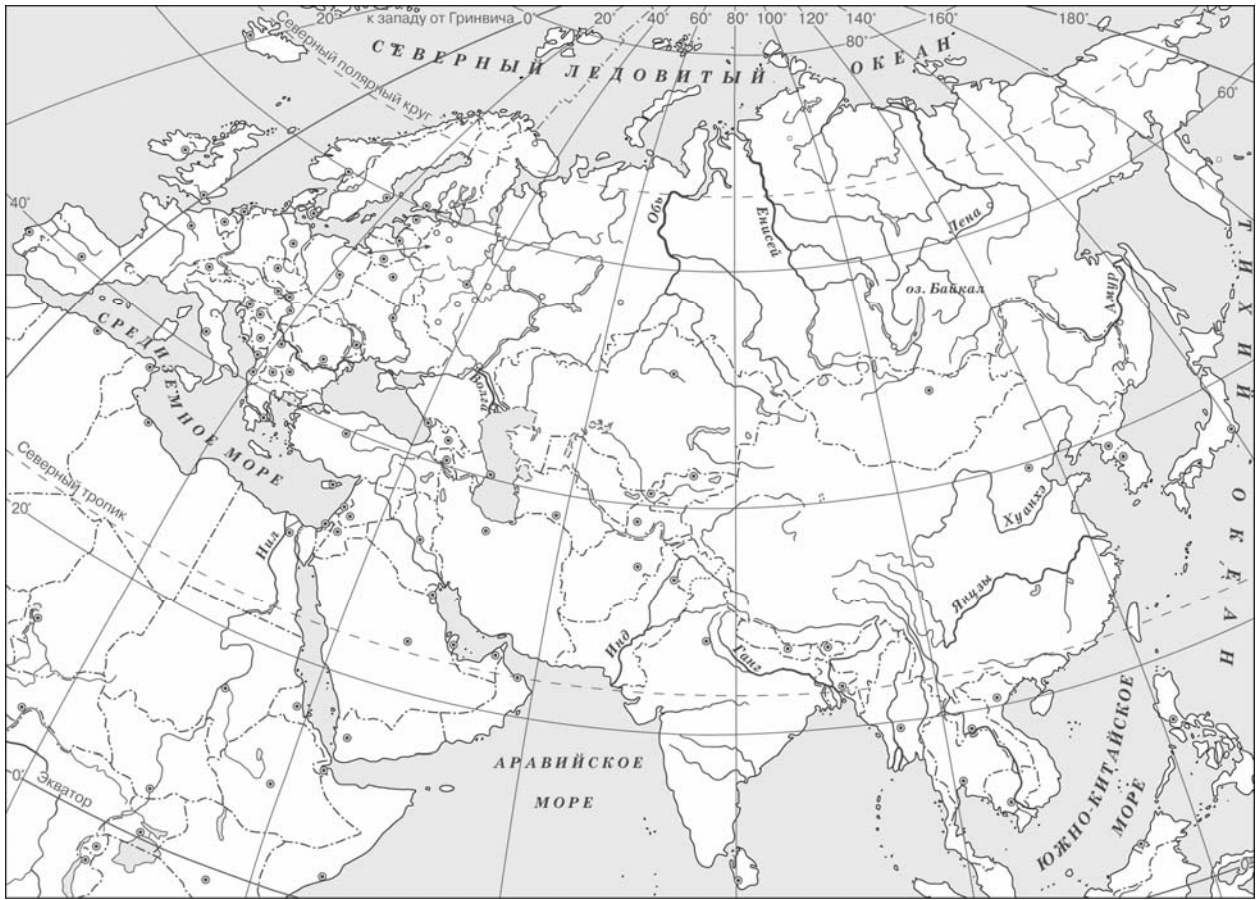 20° к западу от Гринвича 0° 20° 40° 60° 80° 100° 120° 140° 160° 180°
80°
60°
СЕВЕРНЫЙ ЛЕДОВИТЫЙ ОКЕАН
Северный полярный круг
40°
Обь
Енисей
Лена
оз. Байкал
Амур
ТИХИЙ ОКЕАН
СРЕДИЗЕМНОЕ МОРЕ
Волга
Северный тропик
20°
Нил
Хуанхэ
Янцзы
Инд
Ганг
АРАВИЙСКОЕ
МОРЕ
ЮЖНО-КИТАЙСКОЕ
МОРЕ
Экватор
0°